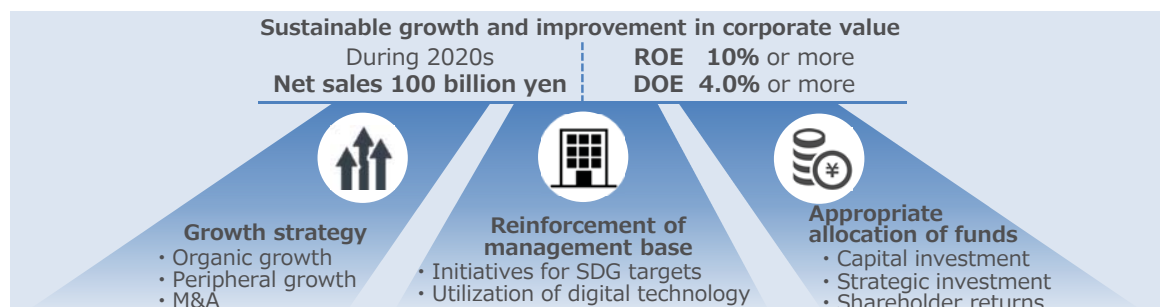 Sustainable growth and improvement in corporate value
During 2020s
Net sales 100 billion yen
ROE 10% or more
DOE 4.0% or more
¥
Growth strategy
・Organic growth
・Peripheral growth
・M&A
Reinforcement of
management base
・Initiatives for SDG targets
・Utilization of digital technology
Appropriate
allocation of funds
・Capital investment
・Strategic investment
・Shareholder returns